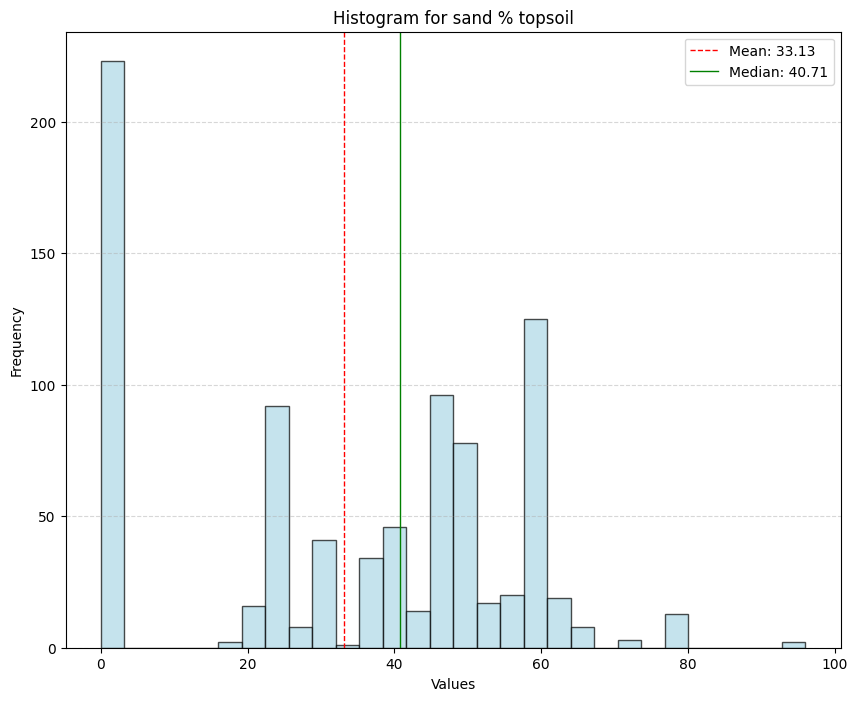 Histogram for sand % topsoil
Mean: 33.13
Median: 40.71
Frequency
200
150
100
50
0
0 20 40 60 80 100
Values